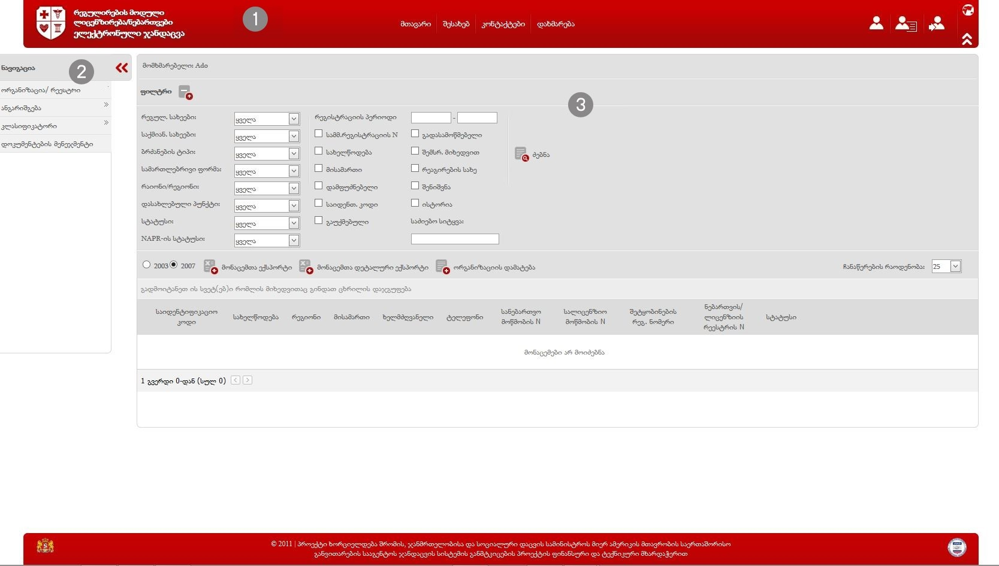 რეგულირების მოდული
ლიცენზირება/ნებართვები
ელექტრონული ჯანდაცვა
1
მთავარი
შესახებ
კონტაქტები
დახმარება
ნავიგაცია
2
ორგანიზაცია/ რეესტრი
ანგარიშგება
კლასიფიკატორი
დოკუმენტების მენეჯმენტი
მომხმარებელი: Ado
ფილტრი
3
რეგულ. სახეები: ყველა
საქმიან. სახეები: ყველა
ბრძანების ტიპი: ყველა
სამართლებრივი ფორმა: ყველა
რაიონი/რეგიონი: ყველა
დასახლებული პუნქტი: ყველა
სტატუსი: ყველა
NAPR-ის სტატუსი: ყველა
რეგისტრაციის პერიოდი -
სამმ.რეგისტრაციის N გადასამოწმებელი
სახელწოდება შემსრ. მიხედვით
მისამართი რეაგირების სახე
დამფუძნებელი შენიშვნა
საიდენთ. კოდი ისტორია
გაუქმებული საძიებო სიტყვა:
ძებნა
2003 2007 მონაცემთა ექსპორტი მონაცემთა დეტალური ექსპორტი ორგანიზაციის დამატება ჩანაწერების რაოდენობა: 25
გადმოიტანეთ ის სვეტ(ებ)ი რომლის მიხედვითაც გინდათ ცხრილის დაჯგუფება
საიდენტიფიკაციო
კოდი
სახელწოდება
რეგიონი
მისამართი
ხელმძღვანელი
ტელეფონი
სანებართვო
მოწმობის N
სალიცენზიო
მოწმობის N
შეტყობინების
რეგ. ნომერი
ნებართვის/
ლიცენზიის
რეესტრის N
სტატუსი
მონაცემები არ მოიძებნა
1 გვერდი 0-დან (სულ 0)
© 2011 | პროექტი ხორციელდება შრომის, ჯანმრთელობისა და სოციალური დაცვის სამინისტროს მიერ ამერიკის მთავრობის საერთაშორისო
განვითარების სააგენტოს ჯანდაცვის სისტემის განმტკიცების პროექტის ფინანსური და ტექნიკური მხარდაჭერით